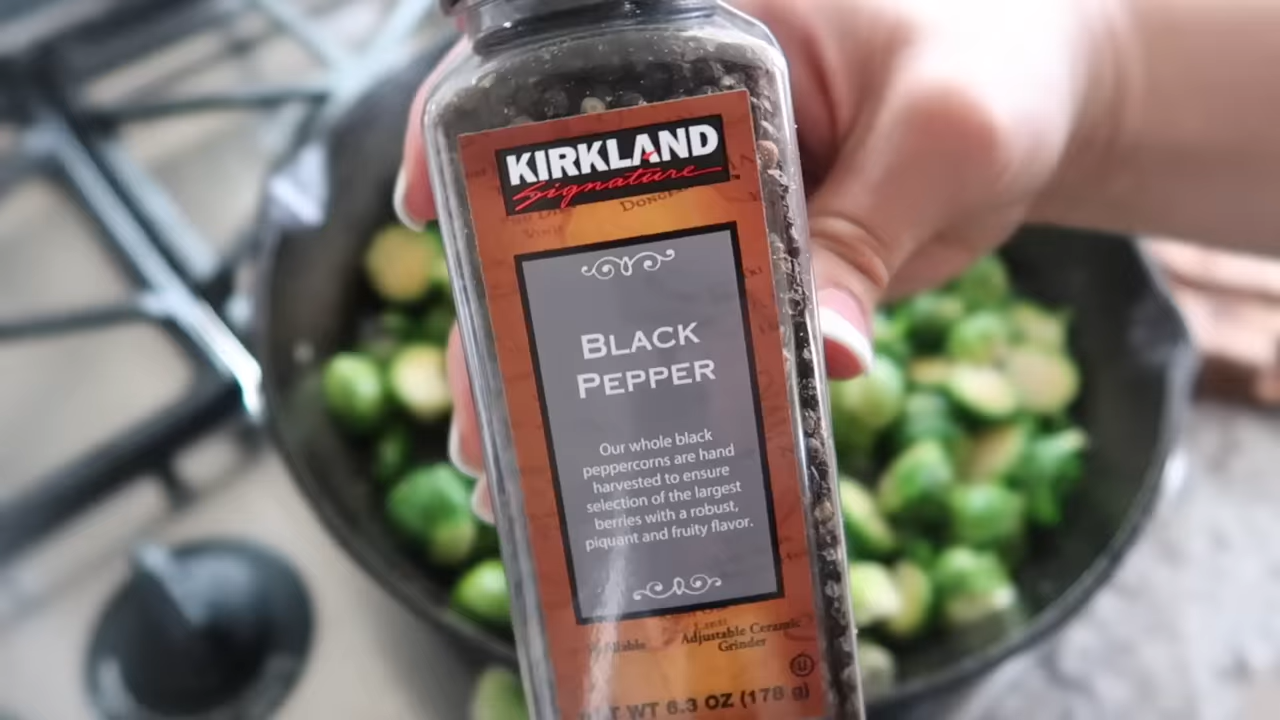 KIRKLAND
Signature
BLACK
PEPPER
Our whole black
peppercorns are hand
harvested to ensure
selection of the largest
berries with a robust,
piquant and fruity flavor.
Adjustable Ceramic
Grinder
U
WT 6.3 OZ (178 g)